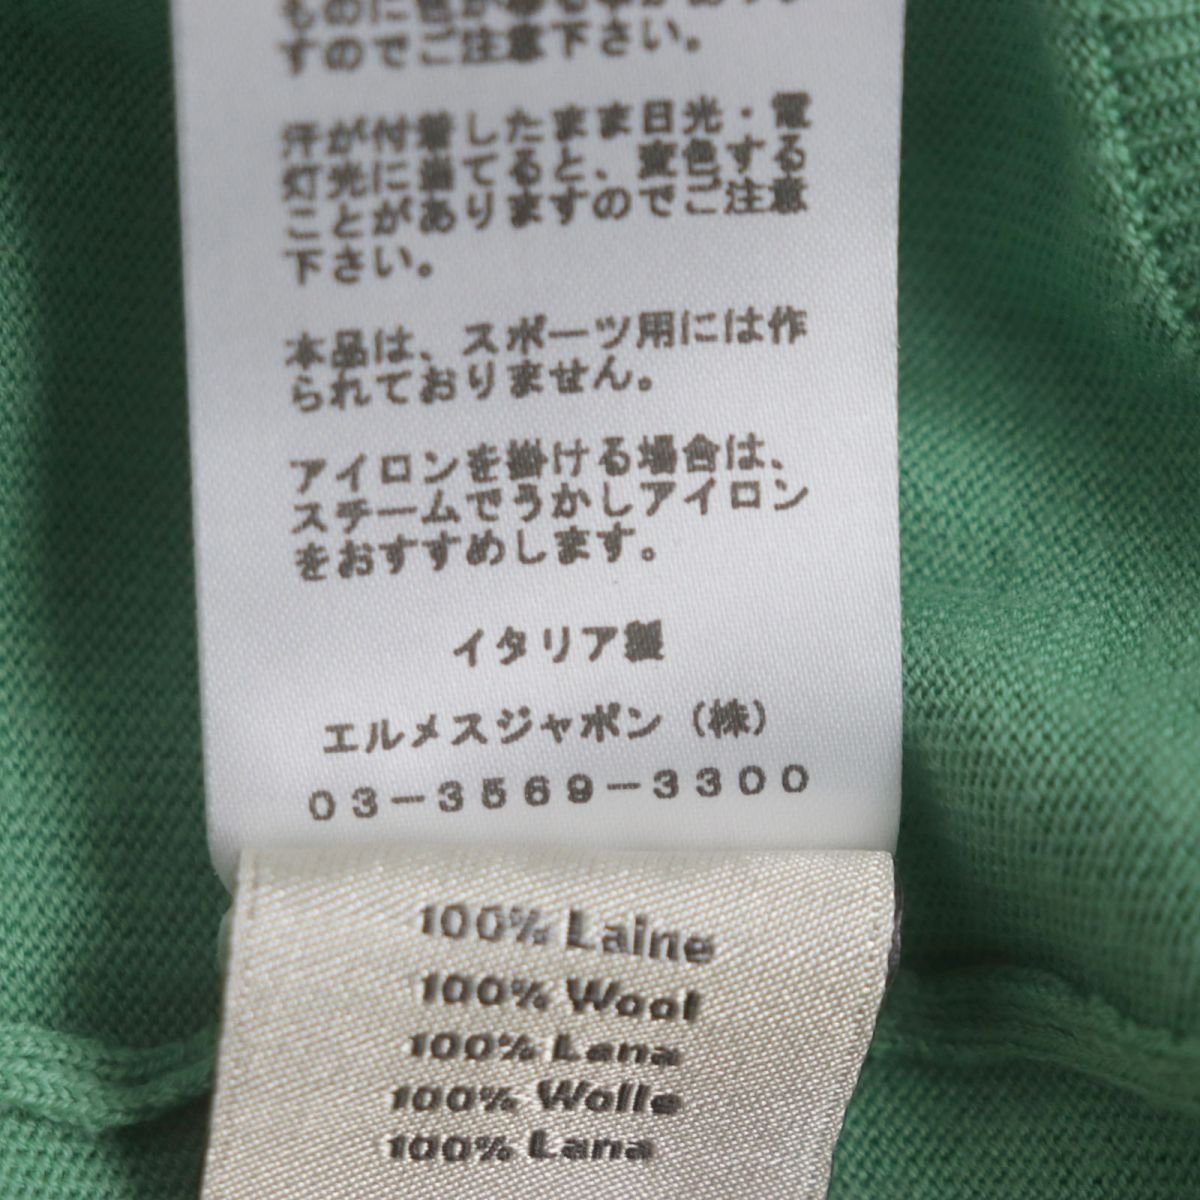 すのでご注意下さい。
汗が付着したまま日光・電
灯光に当てると、変色する
ことがありますのでご注意
下さい。
本品は、スポーツ用には作
られておりません。
アイロンを掛ける場合は、
スチームでうかしアイロン
をおすすめします。
イタリア製
エルメスジャポン（株）
03-3569-3300
100% Laine
100% Wool
100% Lana
100% Wolle
100% Lana